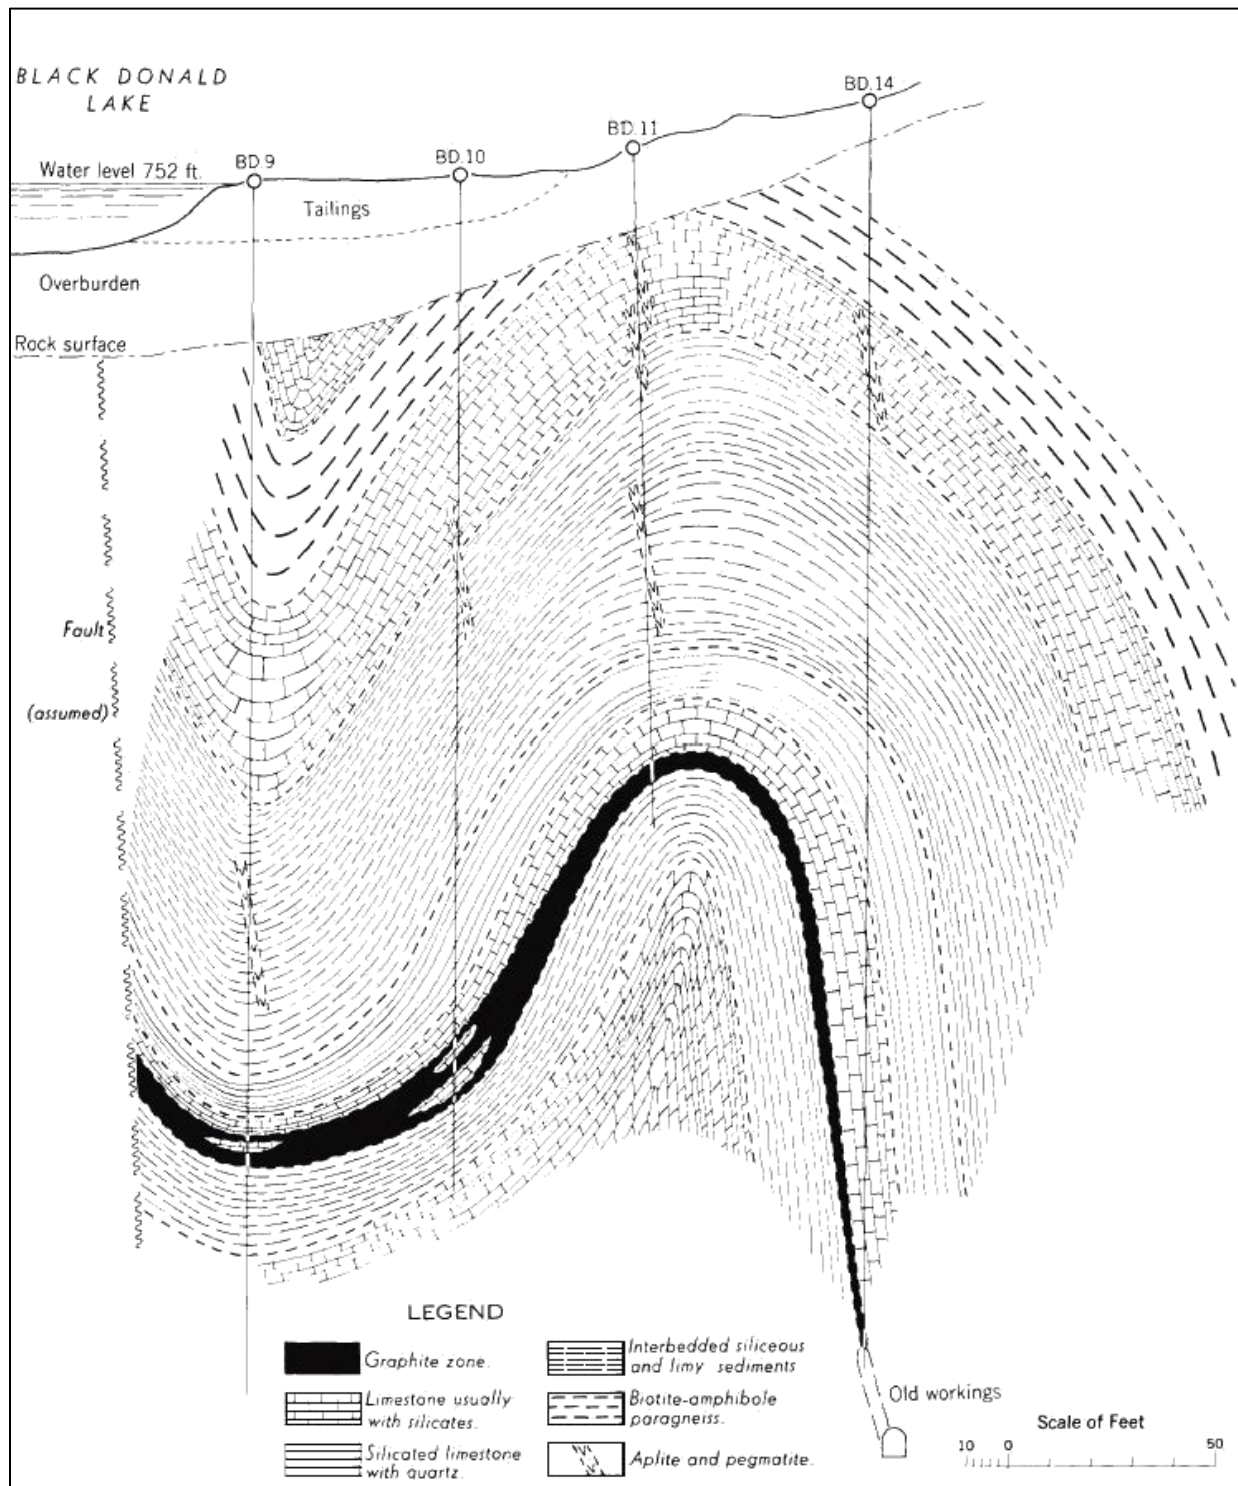 BLACK DONALD
LAKE
BD.14
BD.11
BD.10
BD.9
Water level 752 ft.
Tailings
Overburden
Rock surface
Fault
(assumed)
LEGEND
Graphite zone.
Limestone usually
with silicates.
Silicated limestone
with quartz.
Interbedded siliceous
and limy sediments
Biotite-amphibole
paragneiss.
Aplite and pegmatite.
Old workings
Scale of Feet
10 0 50